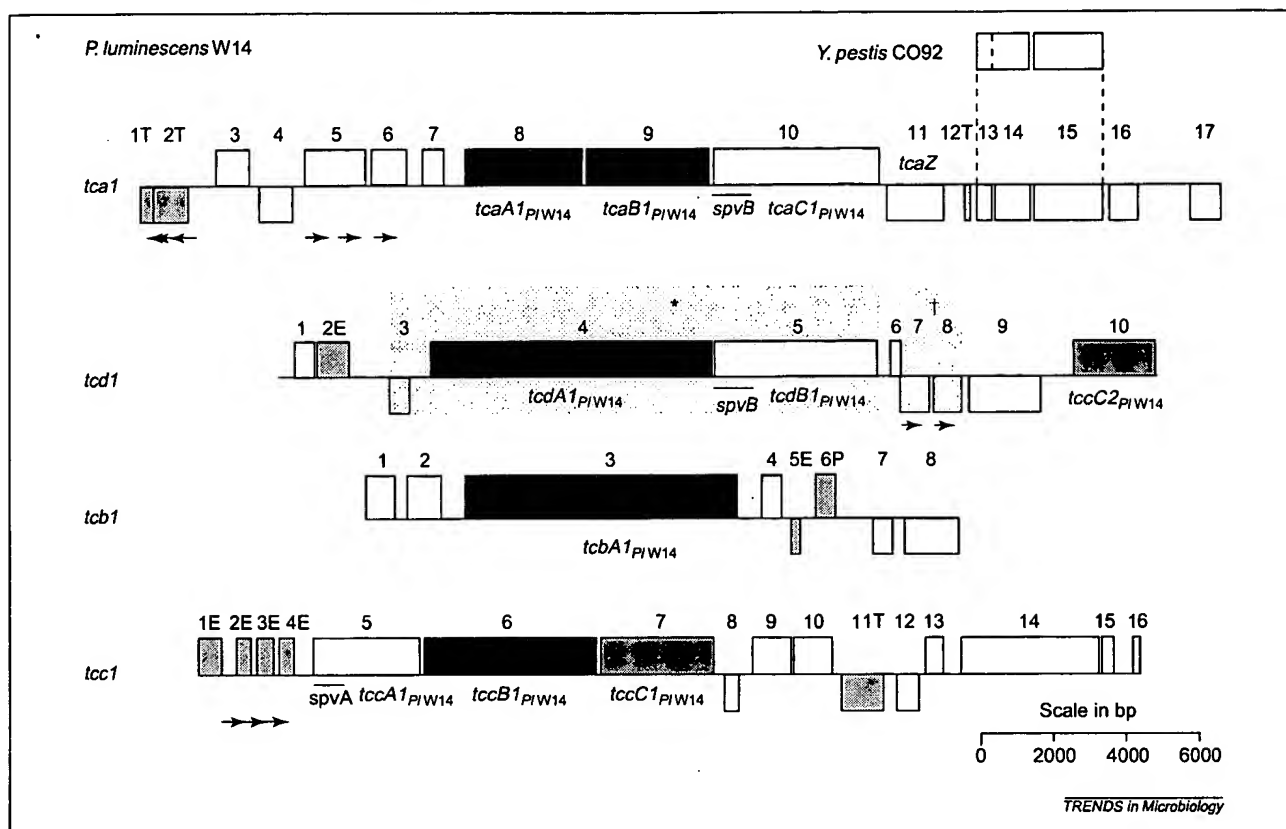 P. luminescens W14
Y. pestis CO92
1T 2T 3 4 5 6 7 8 9 10 11 12T 13 14 15 16 17
tcaZ
tca1
tcaA1PlW14 tcaB1PlW14 spvB tcaC1PlW14
* †
1 2E 3 4 5 6 7 8 9 10
tcd1
tcdA1PlW14 spvB tcdB1PlW14 tccC2PlW14
1 2 3 4 5E 6P 7 8
tcb1
tcbA1PlW14
1E 2E 3E 4E 5 6 7 8 9 10 11T 12 13 14 15 16
tcc1
spvA tccA1PlW14 tccB1PlW14 tccC1PlW14
Scale in bp
0 2000 4000 6000
TRENDS in Microbiology